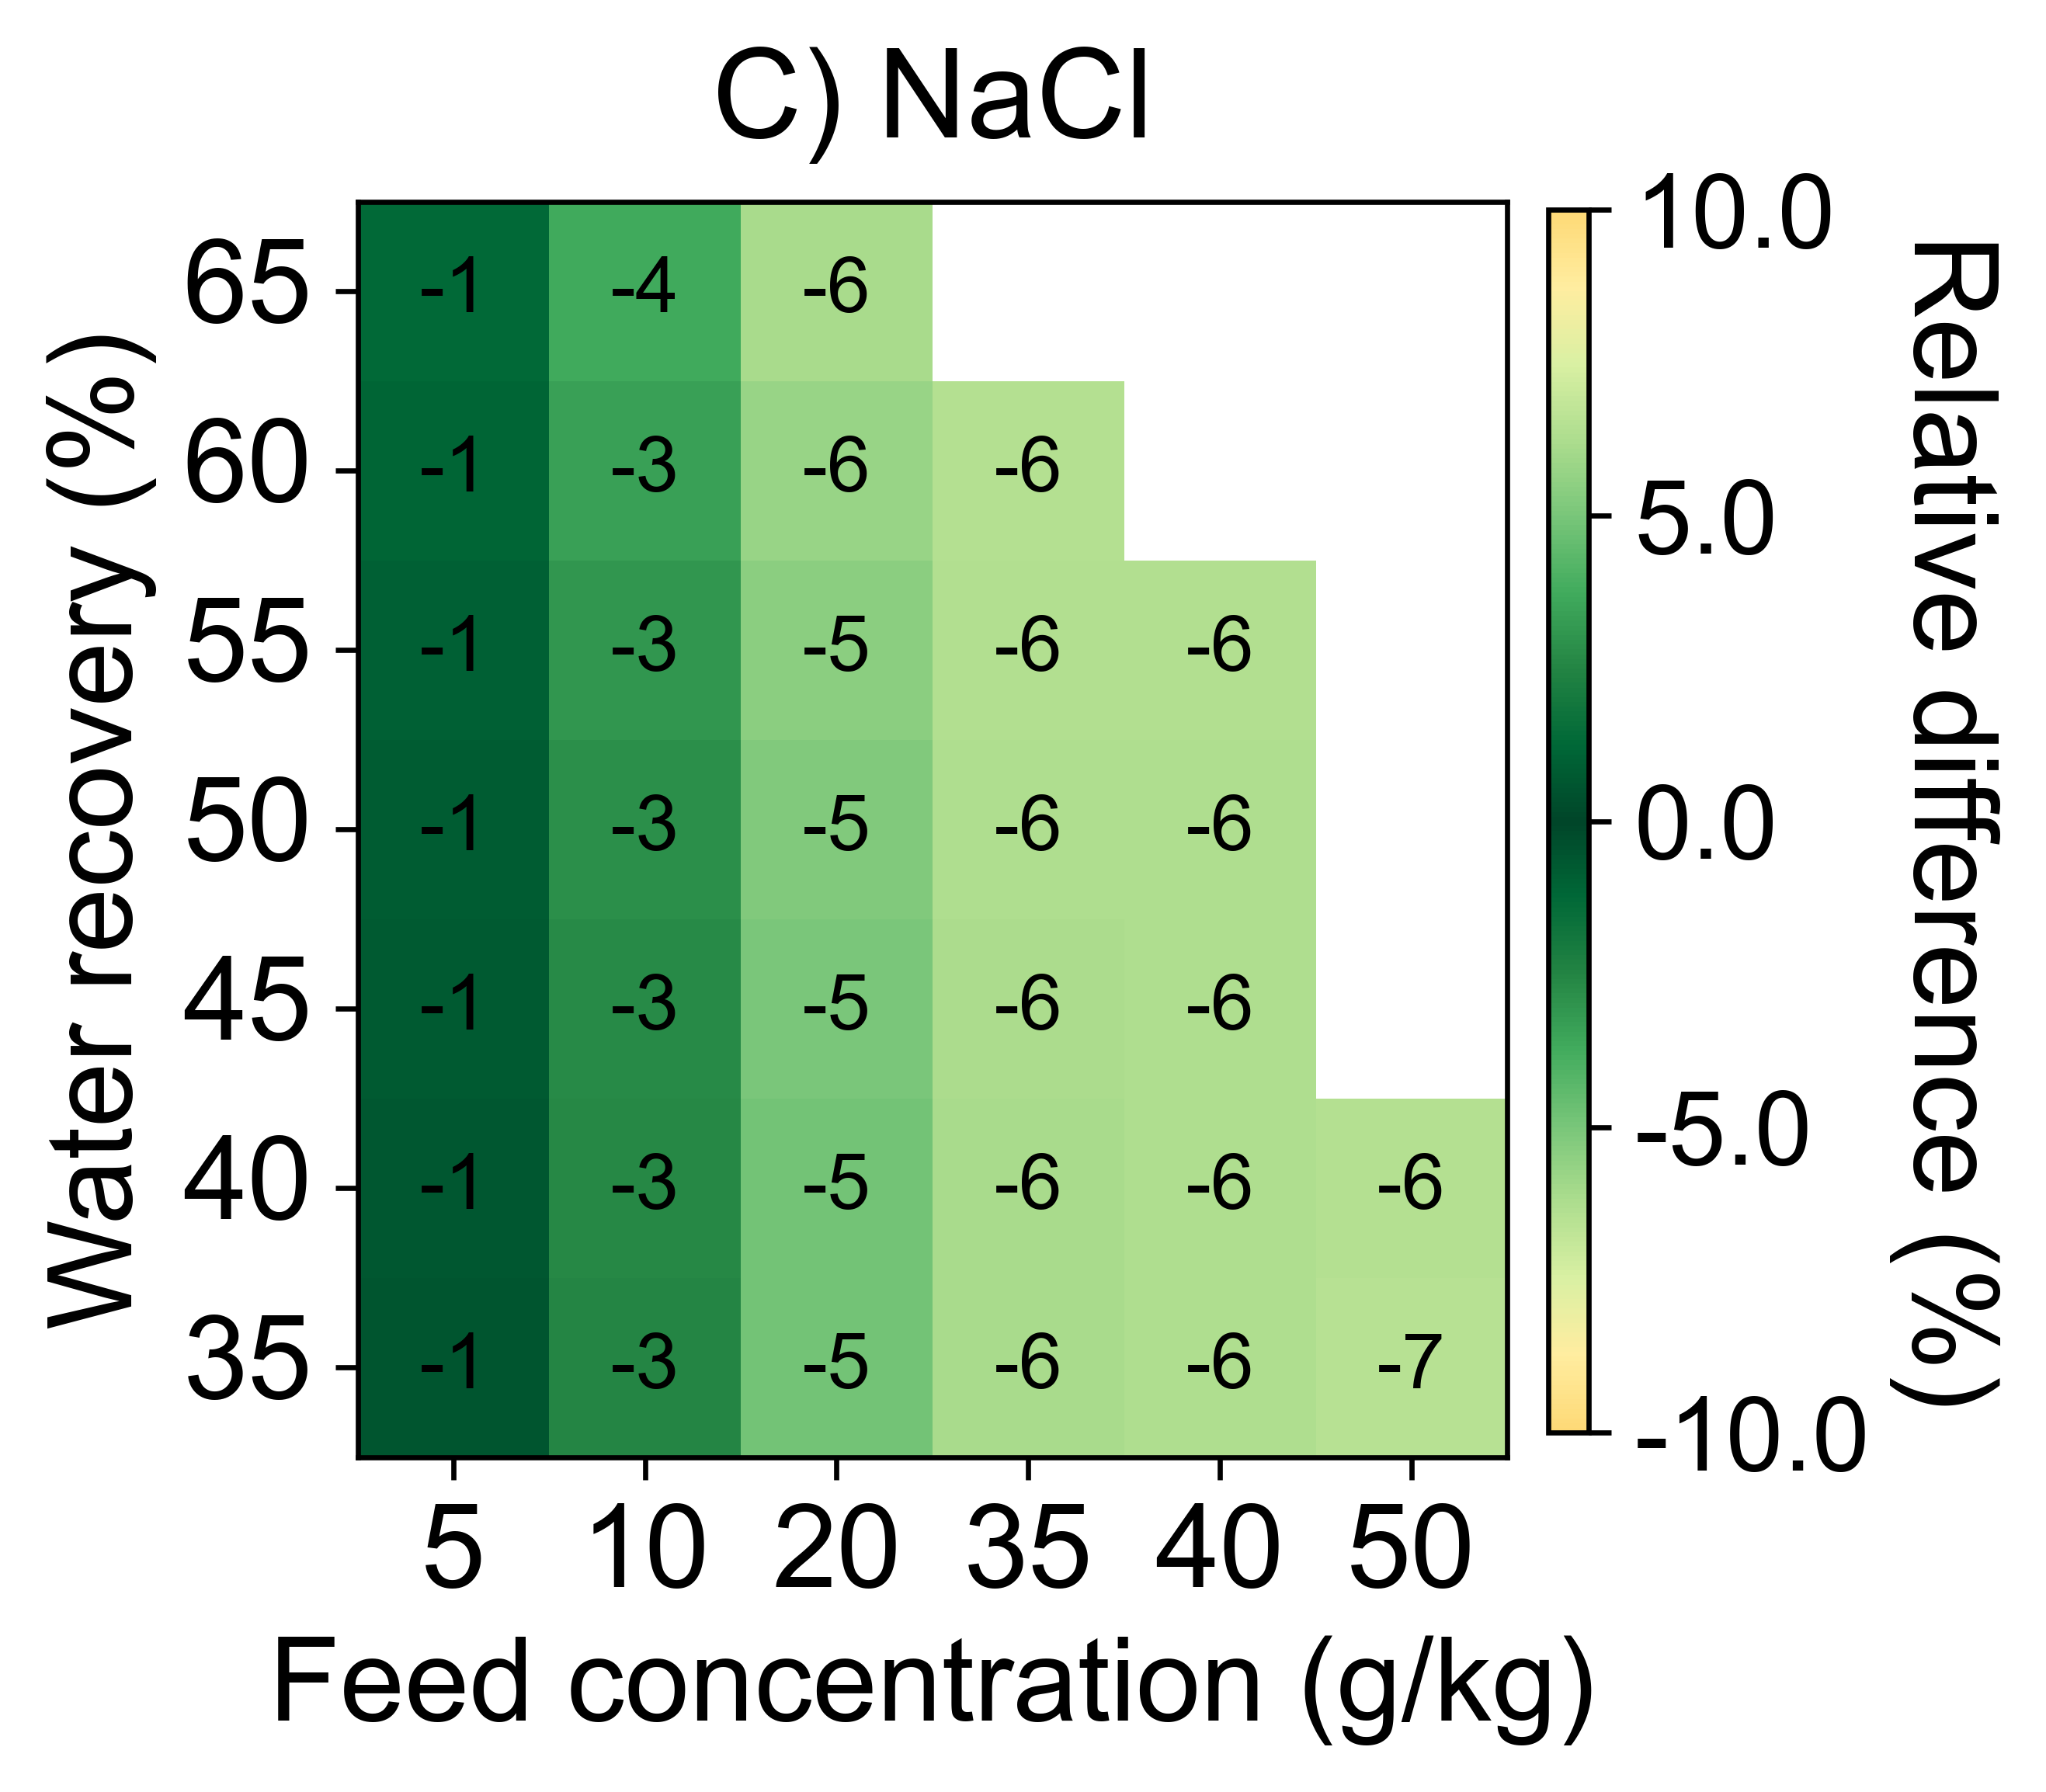 C) NaCl
Water recovery (%)
65 -1 -4 -6
60 -1 -3 -6 -6
55 -1 -3 -5 -6 -6
50 -1 -3 -5 -6 -6
45 -1 -3 -5 -6 -6
40 -1 -3 -5 -6 -6 -6
35 -1 -3 -5 -6 -6 -7
5 10 20 35 40 50
Feed concentration (g/kg)
10.0
5.0
0.0
-5.0
-10.0
Relative difference (%)